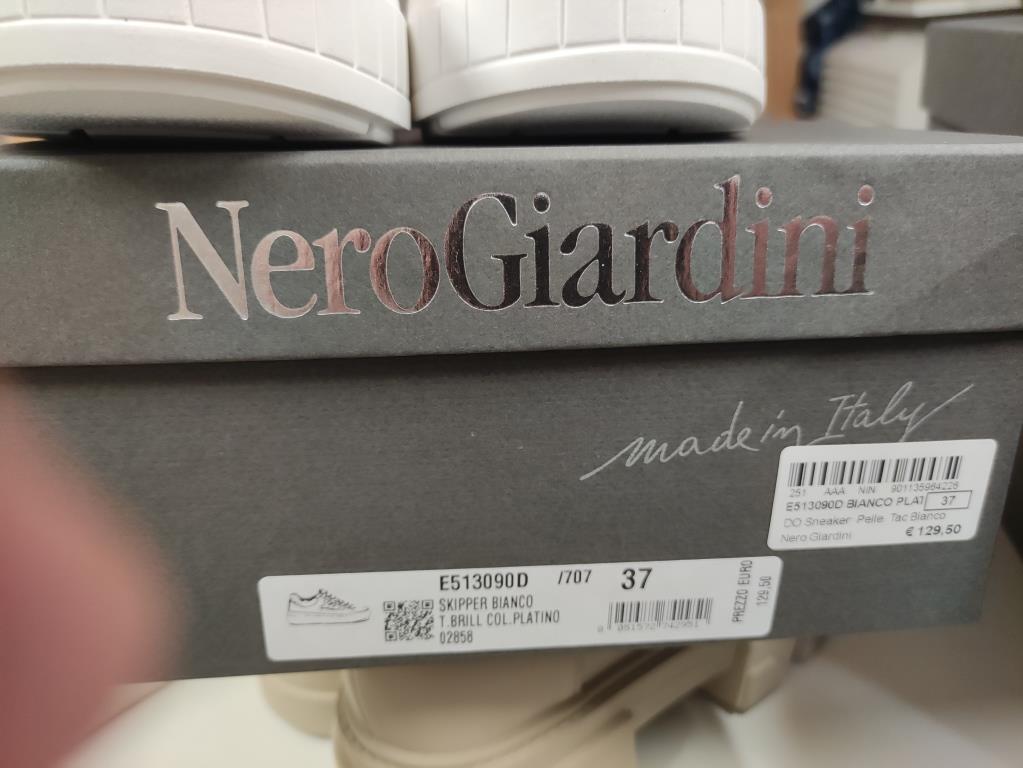 NeroGiardini
made in Italy
251 AAA NIN 901135984228
E513090D BIANCO PLAT 37
DO Sneaker Pelle Tac Bianco
Nero Giardini € 129,50
E513090D /707 37
SKIPPER BIANCO
T.BRILL COL.PLATINO
02858
PREZZO EURO
129,50